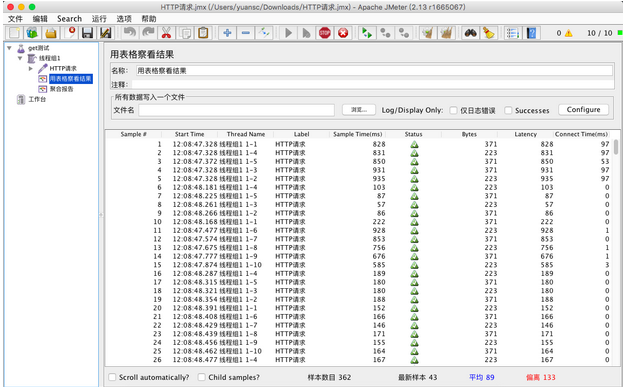 HTTP请求.jmx (/Users/yuansc/Downloads/HTTP请求.jmx) - Apache JMeter (2.13 r1665067)
文件 编辑 Search 运行 选项 帮助
0 10 / 10
get测试
线程组1
HTTP请求
用表格察看结果
聚合报告
工作台
用表格察看结果
名称： 用表格察看结果
注释：
所有数据写入一个文件
文件名 浏览... Log/Display Only: 仅日志错误 Successes Configure
Sample # Start Time Thread Name Label Sample Time(ms) Status Bytes Latency Connect Time(ms)
1 12:08:47.328 线程组1 1-1 HTTP请求 828 371 828 97
2 12:08:47.328 线程组1 1-4 HTTP请求 831 223 831 97
3 12:08:47.372 线程组1 1-5 HTTP请求 850 371 850 53
4 12:08:47.328 线程组1 1-3 HTTP请求 931 371 931 97
5 12:08:47.328 线程组1 1-2 HTTP请求 935 223 935 97
6 12:08:48.181 线程组1 1-4 HTTP请求 103 223 103 0
7 12:08:48.225 线程组1 1-5 HTTP请求 87 371 87 0
8 12:08:48.261 线程组1 1-3 HTTP请求 57 223 57 0
9 12:08:48.266 线程组1 1-2 HTTP请求 86 371 86 0
10 12:08:48.168 线程组1 1-1 HTTP请求 222 371 222 0
11 12:08:47.477 线程组1 1-6 HTTP请求 928 223 928 1
12 12:08:47.574 线程组1 1-7 HTTP请求 853 371 853 0
13 12:08:47.675 线程组1 1-8 HTTP请求 756 223 756 1
14 12:08:47.777 线程组1 1-9 HTTP请求 676 371 676 1
15 12:08:47.874 线程组1 1-10 HTTP请求 585 223 585 3
16 12:08:48.287 线程组1 1-4 HTTP请求 189 223 189 0
17 12:08:48.315 线程组1 1-5 HTTP请求 180 371 180 0
18 12:08:48.321 线程组1 1-3 HTTP请求 180 223 180 0
19 12:08:48.354 线程组1 1-2 HTTP请求 188 371 188 0
20 12:08:48.391 线程组1 1-1 HTTP请求 152 223 152 0
21 12:08:48.408 线程组1 1-6 HTTP请求 166 371 166 0
22 12:08:48.429 线程组1 1-7 HTTP请求 146 223 146 0
23 12:08:48.439 线程组1 1-8 HTTP请求 171 371 171 0
24 12:08:48.456 线程组1 1-9 HTTP请求 155 223 155 0
25 12:08:48.462 线程组1 1-10 HTTP请求 164 371 164 0
26 12:08:48.477 线程组1 1-4 HTTP请求 167 223 167 0
Scroll automatically? Child samples? 样本数目 362 最新样本 43 平均 89 偏离 133